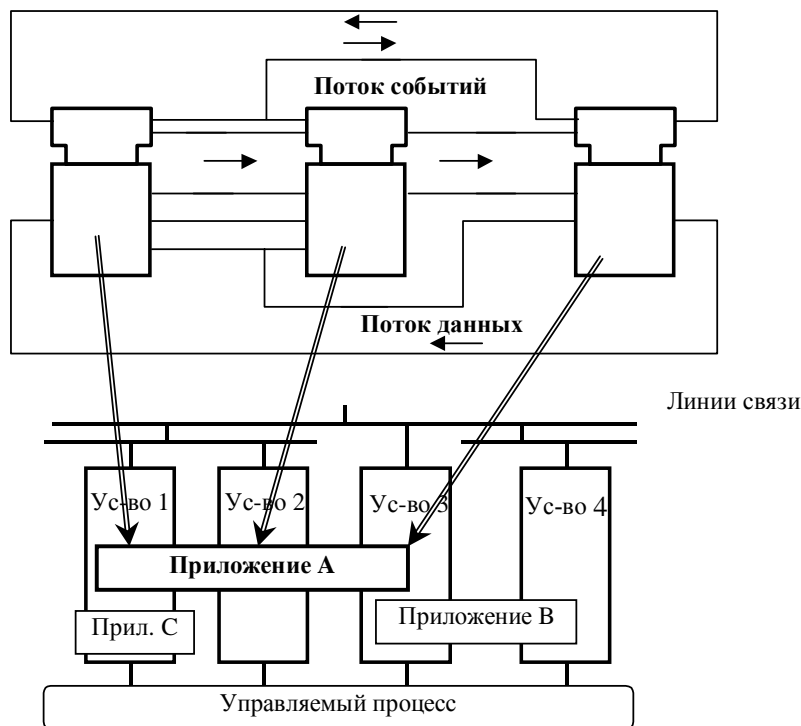 Поток событий
Поток данных
Линии связи
Ус-во 1
Ус-во 2
Ус-во 3
Ус-во 4
Приложение А
Прил. С
Приложение В
Управляемый процесс